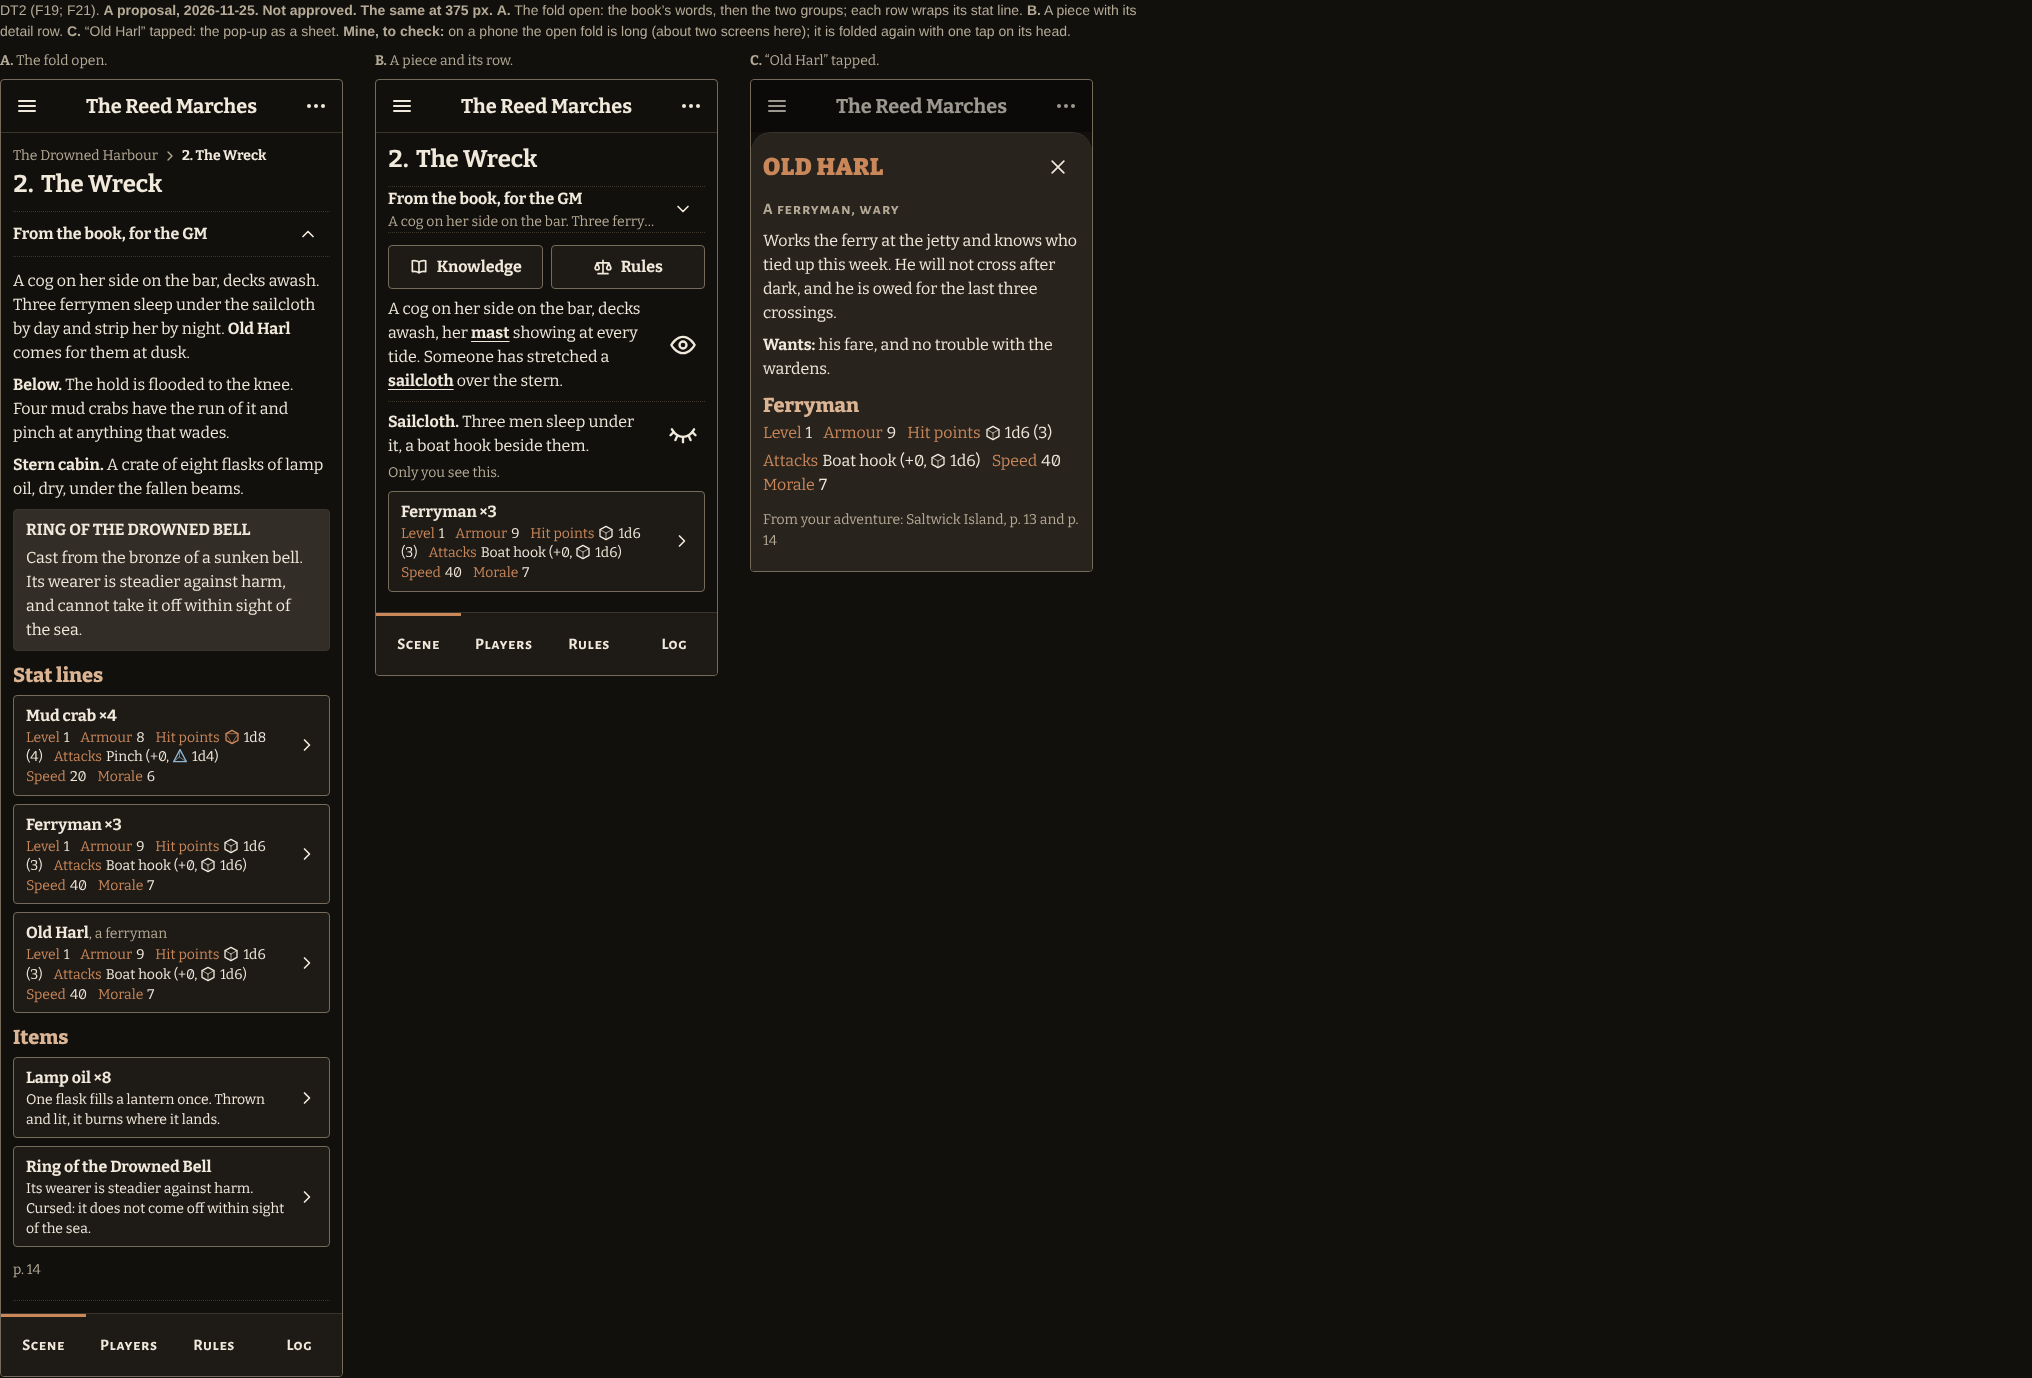 DT2 (F19; F21). A proposal, 2026-11-25. Not approved. The same at 375 px. A. The fold open: the book's words, then the two groups; each row wraps its stat line. B. A piece with its
detail row. C. “Old Harl” tapped: the pop-up as a sheet. Mine, to check: on a phone the open fold is long (about two screens here); it is folded again with one tap on its head.
A. The fold open.
The Reed Marches
The Drowned Harbour > 2. The Wreck
2. The Wreck
From the book, for the GM
A cog on her side on the bar, decks awash.
Three ferrymen sleep under the sailcloth
by day and strip her by night. Old Harl
comes for them at dusk.
Below. The hold is flooded to the knee.
Four mud crabs have the run of it and
pinch at anything that wades.
Stern cabin. A crate of eight flasks of lamp
oil, dry, under the fallen beams.
RING OF THE DROWNED BELL
Cast from the bronze of a sunken bell.
Its wearer is steadier against harm,
and cannot take it off within sight of
the sea.
Stat lines
Mud crab ×4
Level 1 Armour 8 Hit points 1d8
(4) Attacks Pinch (+0, 1d4)
Speed 20 Morale 6
Ferryman ×3
Level 1 Armour 9 Hit points 1d6
(3) Attacks Boat hook (+0, 1d6)
Speed 40 Morale 7
Old Harl, a ferryman
Level 1 Armour 9 Hit points 1d6
(3) Attacks Boat hook (+0, 1d6)
Speed 40 Morale 7
Items
Lamp oil ×8
One flask fills a lantern once. Thrown
and lit, it burns where it lands.
Ring of the Drowned Bell
Its wearer is steadier against harm.
Cursed: it does not come off within sight
of the sea.
p. 14
SCENE PLAYERS RULES LOG
B. A piece and its row.
The Reed Marches
2. The Wreck
From the book, for the GM
A cog on her side on the bar. Three ferry...
Knowledge
Rules
A cog on her side on the bar, decks
awash, her mast showing at every
tide. Someone has stretched a
sailcloth over the stern.
Sailcloth. Three men sleep under
it, a boat hook beside them.
Only you see this.
Ferryman ×3
Level 1 Armour 9 Hit points 1d6
(3) Attacks Boat hook (+0, 1d6)
Speed 40 Morale 7
SCENE PLAYERS RULES LOG
C. “Old Harl” tapped.
The Reed Marches
OLD HARL
A FERRYMAN, WARY
Works the ferry at the jetty and knows who
tied up this week. He will not cross after
dark, and he is owed for the last three
crossings.
Wants: his fare, and no trouble with the
wardens.
Ferryman
Level 1 Armour 9 Hit points 1d6 (3)
Attacks Boat hook (+0, 1d6) Speed 40
Morale 7
From your adventure: Saltwick Island, p. 13 and p.
14